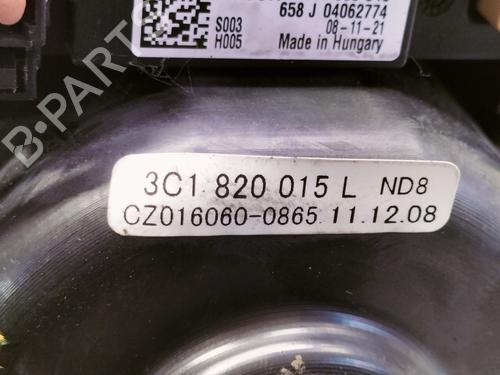 658 J 04062774
S003
H005
08-11-21
Made in Hungary
B-PARTS
3C1 820 015 L ND8
CZ016060-0865 11.12.08